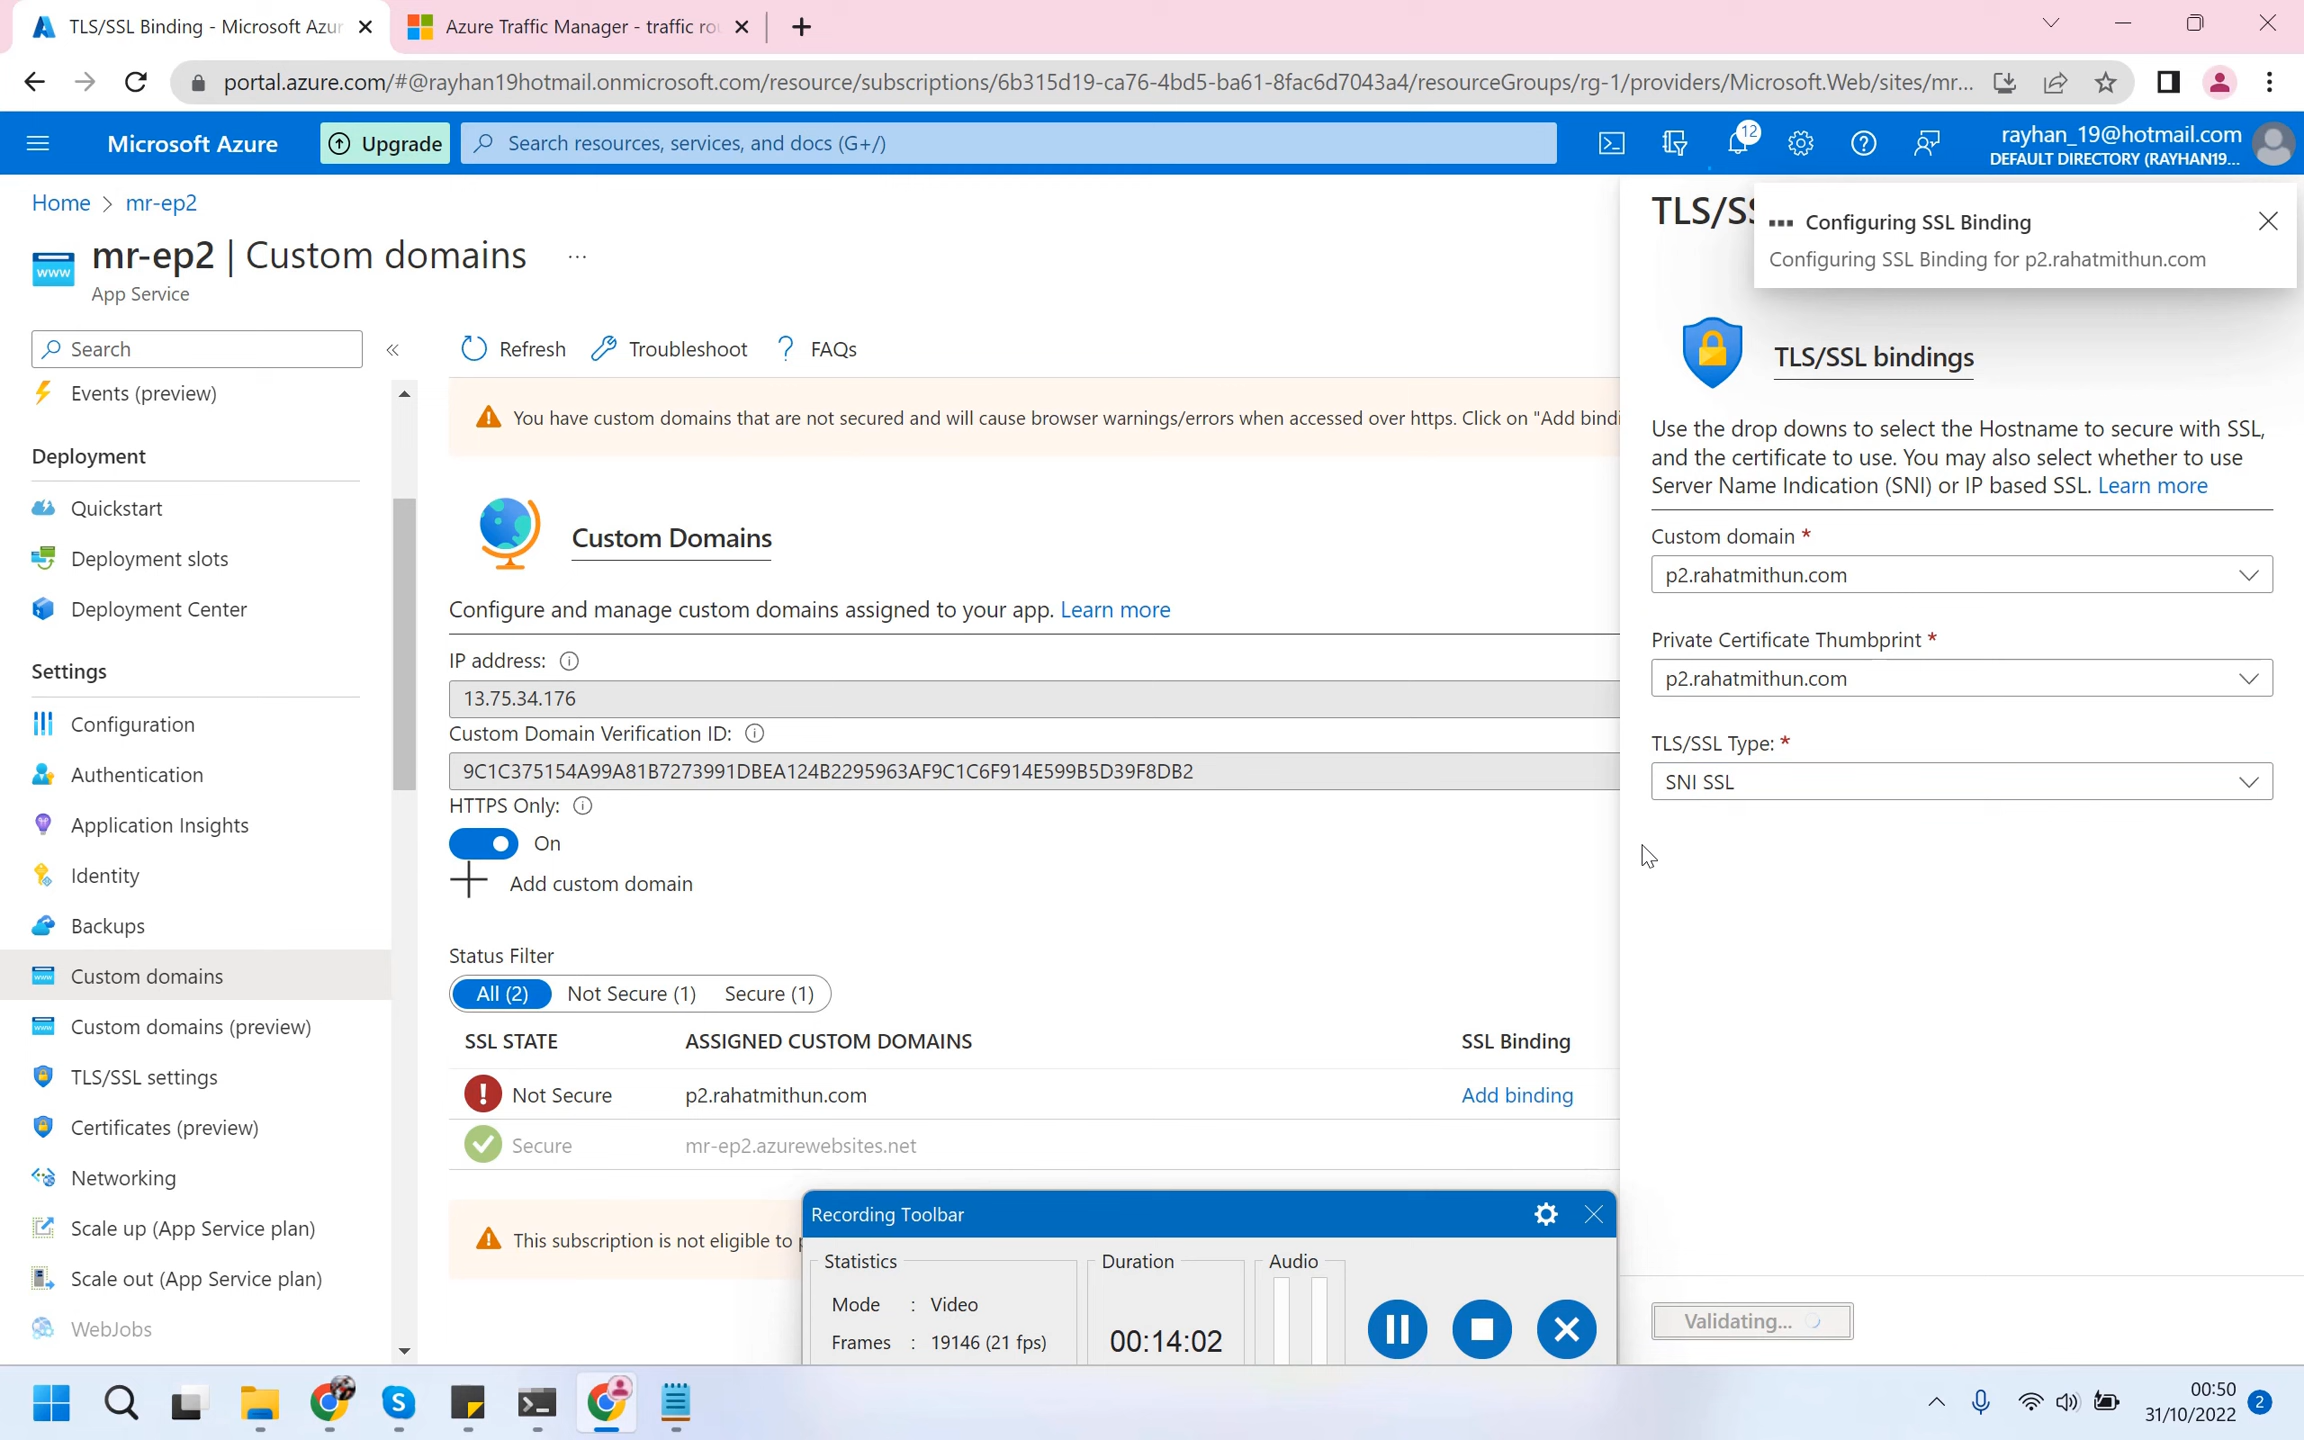 TLS/SSL Binding - Microsoft Azur
Azure Traffic Manager - traffic ro
portal.azure.com/#@rayhan19hotmail.onmicrosoft.com/resource/subscriptions/6b315d19-ca76-4bd5-ba61-8fac6d7043a4/resourceGroups/rg-1/providers/Microsoft.Web/sites/mr...
Microsoft Azure
Upgrade
Search resources, services, and docs (G+/)
12
rayhan_19@hotmail.com
DEFAULT DIRECTORY (RAYHAN19...
Home > mr-ep2
mr-ep2 | Custom domains ...
App Service
Search
«
Events (preview)
Deployment
Quickstart
Deployment slots
Deployment Center
Settings
Configuration
Authentication
Application Insights
Identity
Backups
Custom domains
Custom domains (preview)
TLS/SSL settings
Certificates (preview)
Networking
Scale up (App Service plan)
Scale out (App Service plan)
WebJobs
Refresh
Troubleshoot
? FAQs
You have custom domains that are not secured and will cause browser warnings/errors when accessed over https. Click on "Add bindi
Custom Domains
Configure and manage custom domains assigned to your app. Learn more
IP address:
13.75.34.176
Custom Domain Verification ID:
9C1C375154A99A81B7273991DBEA124B2295963AF9C1C6F914E599B5D39F8DB2
HTTPS Only:
On
Add custom domain
Status Filter
All (2) Not Secure (1) Secure (1)
SSL STATE ASSIGNED CUSTOM DOMAINS SSL Binding
Not Secure p2.rahatmithun.com Add binding
Secure mr-ep2.azurewebsites.net
This subscription is not eligible to p
Recording Toolbar
Statistics
Mode : Video
Frames : 19146 (21 fps)
Duration
00:14:02
Audio
TLS/SS
Configuring SSL Binding
Configuring SSL Binding for p2.rahatmithun.com
TLS/SSL bindings
Use the drop downs to select the Hostname to secure with SSL,
and the certificate to use. You may also select whether to use
Server Name Indication (SNI) or IP based SSL. Learn more
Custom domain *
p2.rahatmithun.com
Private Certificate Thumbprint *
p2.rahatmithun.com
TLS/SSL Type: *
SNI SSL
Validating...
00:50
31/10/2022
2